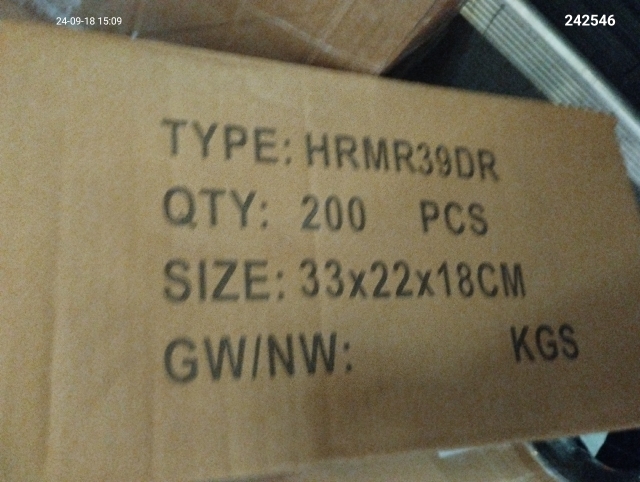 24-09-18 15:09
242546
TYPE: HRMR39DR
QTY: 200 PCS
SIZE: 33x22x18CM
GW/NW: KGS